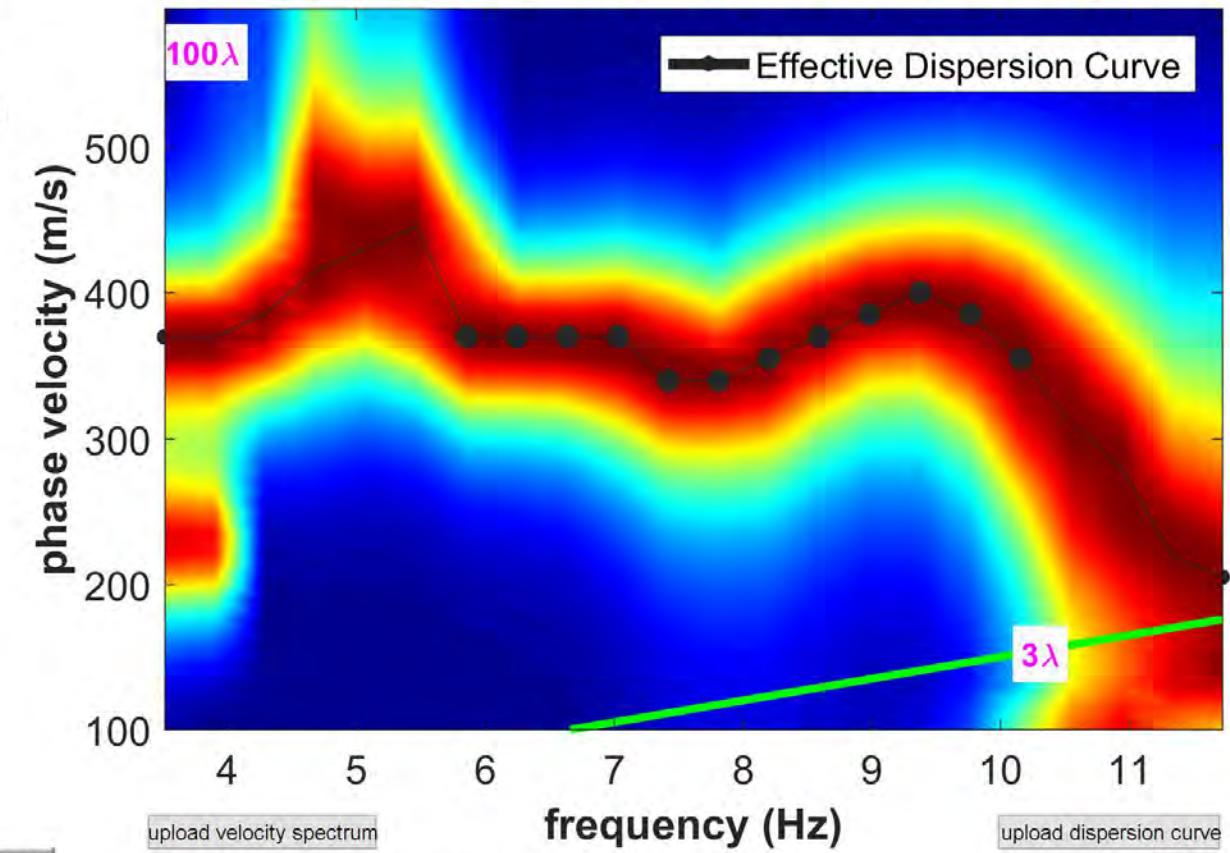 100λ
Effective Dispersion Curve
500
400
300
200
100
phase velocity (m/s)
3λ
4 5 6 7 8 9 10 11
frequency (Hz)
upload velocity spectrum
upload dispersion curve